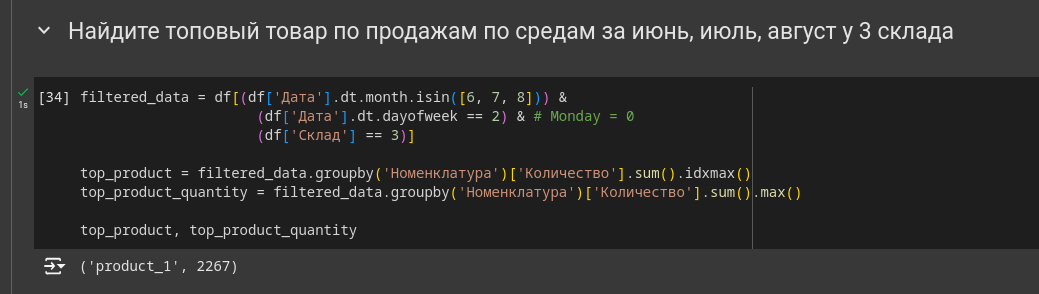 Найдите топовый товар по продажам по средам за июнь, июль, август у 3 склада
[34] filtered_data = df[(df['Дата'].dt.month.isin([6, 7, 8])) &
(df['Дата'].dt.dayofweek == 2) & # Monday = 0
(df['Склад'] == 3)]
top_product = filtered_data.groupby('Номенклатура')['Количество'].sum().idxmax()
top_product_quantity = filtered_data.groupby('Номенклатура')['Количество'].sum().max()
top_product, top_product_quantity
1s
('product_1', 2267)